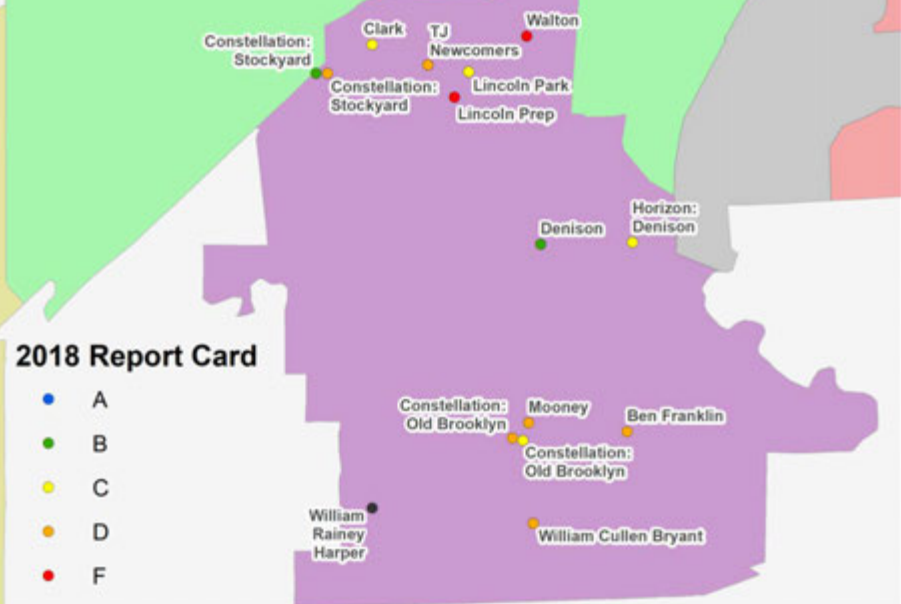 Walton
Clark
TJ
Newcomers
Constellation:
Stockyard
Constellation:
Stockyard
Lincoln Park
Lincoln Prep
Horizon:
Denison
Denison
2018 Report Card
A
B
C
D
F
Constellation:
Old Brooklyn
Mooney
Ben Franklin
Constellation:
Old Brooklyn
William
Rainey
Harper
William Cullen Bryant